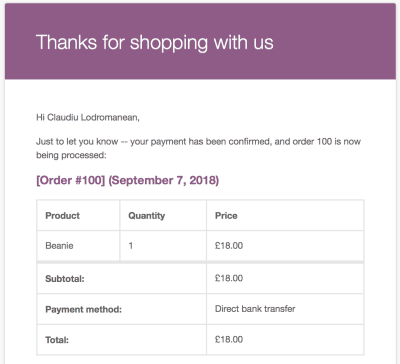 Thanks for shopping with us
Hi Claudiu Lodromanean,
Just to let you know -- your payment has been confirmed, and order 100 is now
being processed:
[Order #100] (September 7, 2018)
Product Quantity Price
Beanie 1 £18.00
Subtotal: £18.00
Payment method: Direct bank transfer
Total: £18.00